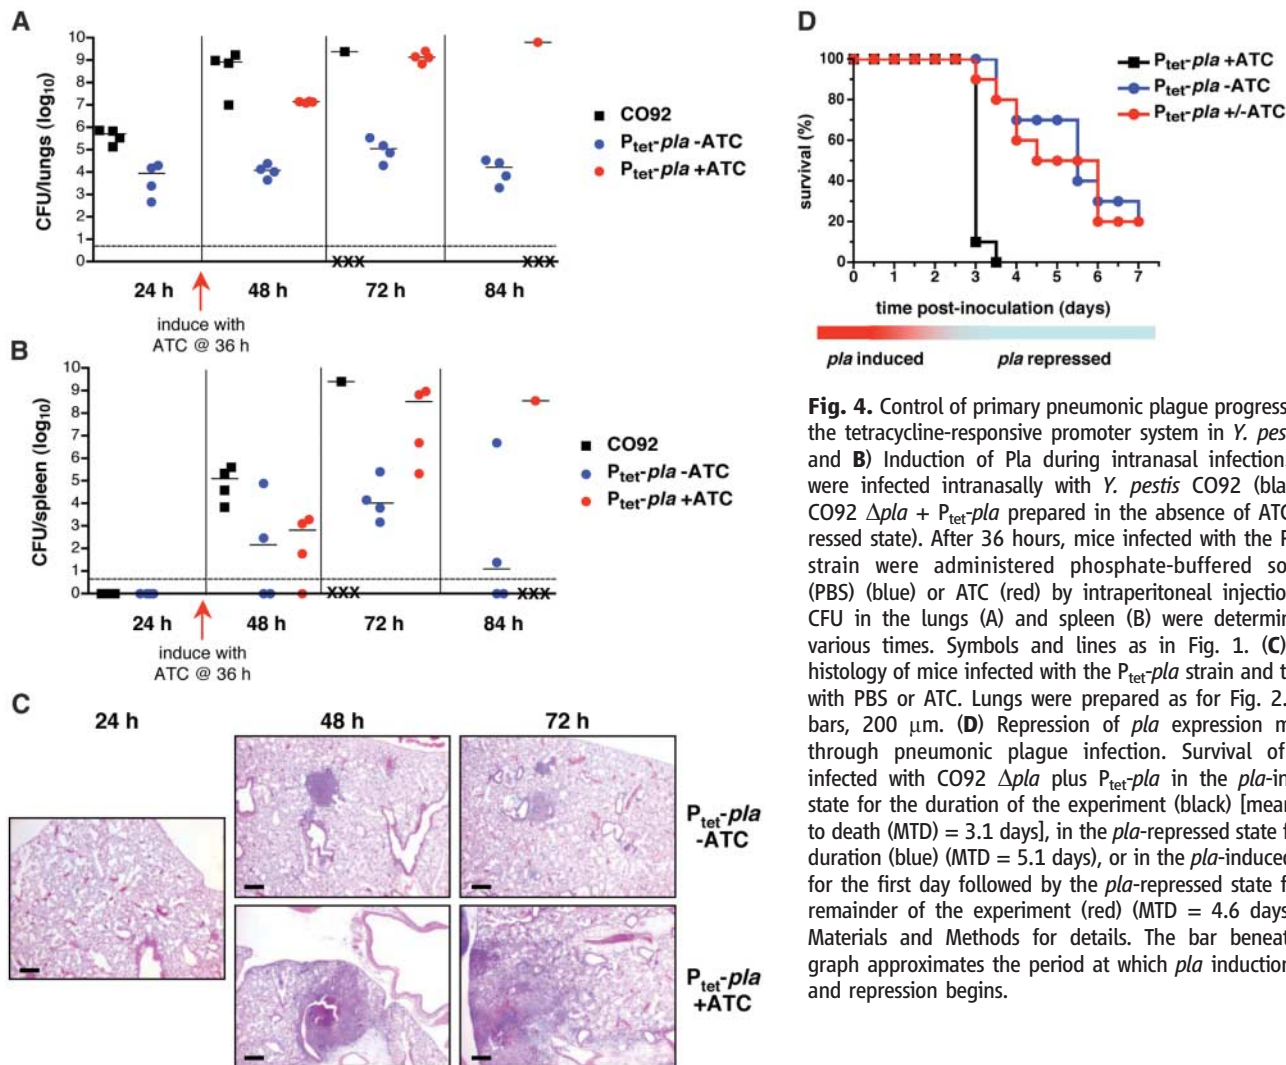 A
CFU/lungs (log10)
10
9
8
7
6
5
4
3
2
1
0
XXX
XXX
24 h 48 h 72 h 84 h
induce with
ATC @ 36 h
CO92
Ptet-pla -ATC
Ptet-pla +ATC
B
CFU/spleen (log10)
10
9
8
7
6
5
4
3
2
1
0
XXX
XXX
24 h 48 h 72 h 84 h
induce with
ATC @ 36 h
CO92
Ptet-pla -ATC
Ptet-pla +ATC
C
24 h 48 h 72 h
Ptet-pla
-ATC
Ptet-pla
+ATC
D
survival (%)
100
80
60
40
20
0
0 1 2 3 4 5 6 7
time post-inoculation (days)
pla induced pla repressed
Ptet-pla +ATC
Ptet-pla -ATC
Ptet-pla +/-ATC
Fig. 4. Control of primary pneumonic plague progress
the tetracycline-responsive promoter system in Y. pest
and B) Induction of Pla during intranasal infection.
were infected intranasally with Y. pestis CO92 (bla
CO92 Δpla + Ptet-pla prepared in the absence of ATC
ressed state). After 36 hours, mice infected with the P
strain were administered phosphate-buffered so
(PBS) (blue) or ATC (red) by intraperitoneal injectio
CFU in the lungs (A) and spleen (B) were determin
various times. Symbols and lines as in Fig. 1. (C)
histology of mice infected with the Ptet-pla strain and t
with PBS or ATC. Lungs were prepared as for Fig. 2.
bars, 200 μm. (D) Repression of pla expression m
through pneumonic plague infection. Survival of
infected with CO92 Δpla plus Ptet-pla in the pla-in
state for the duration of the experiment (black) [mean
to death (MTD) = 3.1 days], in the pla-repressed state f
duration (blue) (MTD = 5.1 days), or in the pla-induced
for the first day followed by the pla-repressed state f
remainder of the experiment (red) (MTD = 4.6 days
Materials and Methods for details. The bar beneat
graph approximates the period at which pla induction
and repression begins.